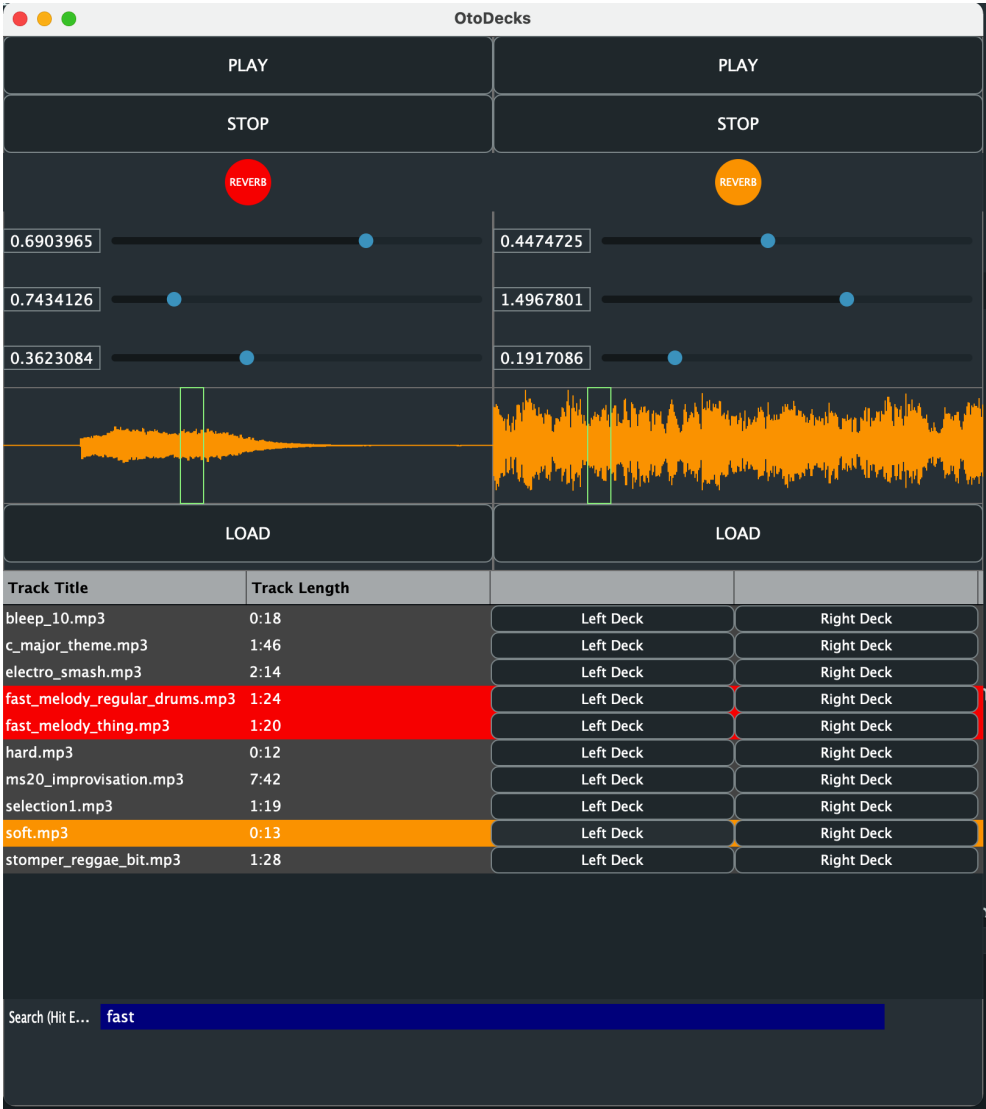 OtoDecks
PLAY PLAY
STOP STOP
REVERB REVERB
0.6903965 0.4474725
0.7434126 1.4967801
0.3623084 0.1917086
LOAD LOAD
Track Title Track Length
bleep_10.mp3 0:18 Left Deck Right Deck
c_major_theme.mp3 1:46 Left Deck Right Deck
electro_smash.mp3 2:14 Left Deck Right Deck
fast_melody_regular_drums.mp3 1:24 Left Deck Right Deck
fast_melody_thing.mp3 1:20 Left Deck Right Deck
hard.mp3 0:12 Left Deck Right Deck
ms20_improvisation.mp3 7:42 Left Deck Right Deck
selection1.mp3 1:19 Left Deck Right Deck
soft.mp3 0:13 Left Deck Right Deck
stomper_reggae_bit.mp3 1:28 Left Deck Right Deck
Search (Hit E... fast